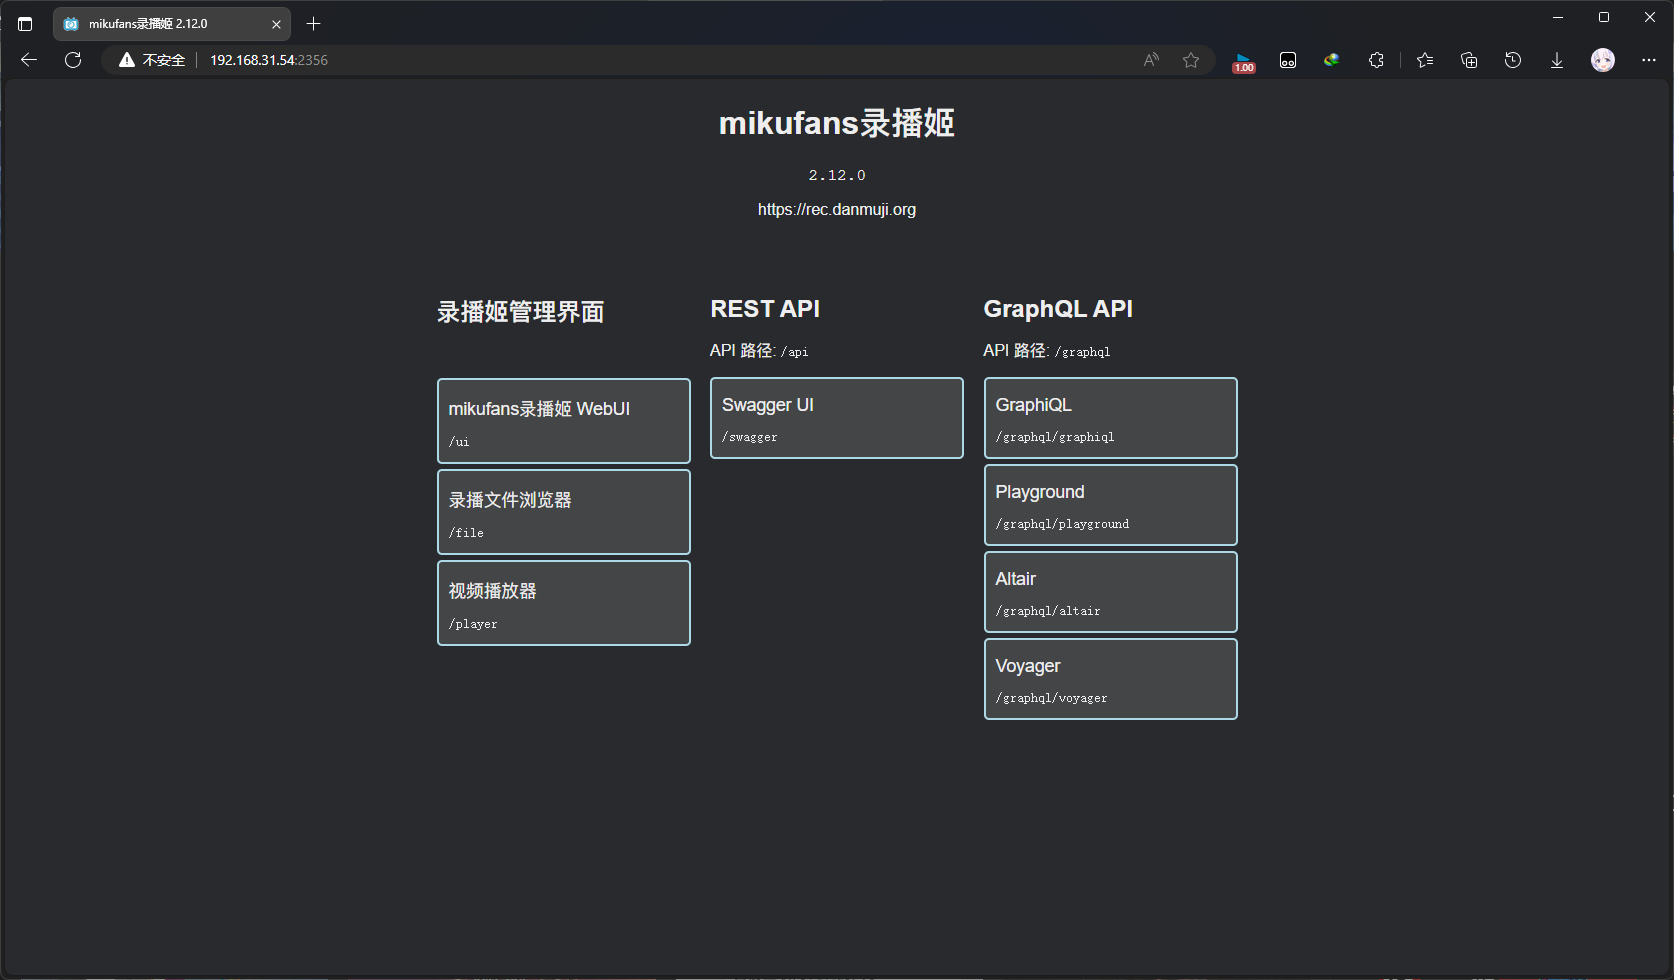 mikufans录播姬 2.12.0
不安全
192.168.31.54:2356
1.00
mikufans录播姬
2.12.0
https://rec.danmuji.org
录播姬管理界面
mikufans录播姬 WebUI
/ui
录播文件浏览器
/file
视频播放器
/player
REST API
API 路径: /api
Swagger UI
/swagger
GraphQL API
API 路径: /graphql
GraphiQL
/graphql/graphiql
Playground
/graphql/playground
Altair
/graphql/altair
Voyager
/graphql/voyager